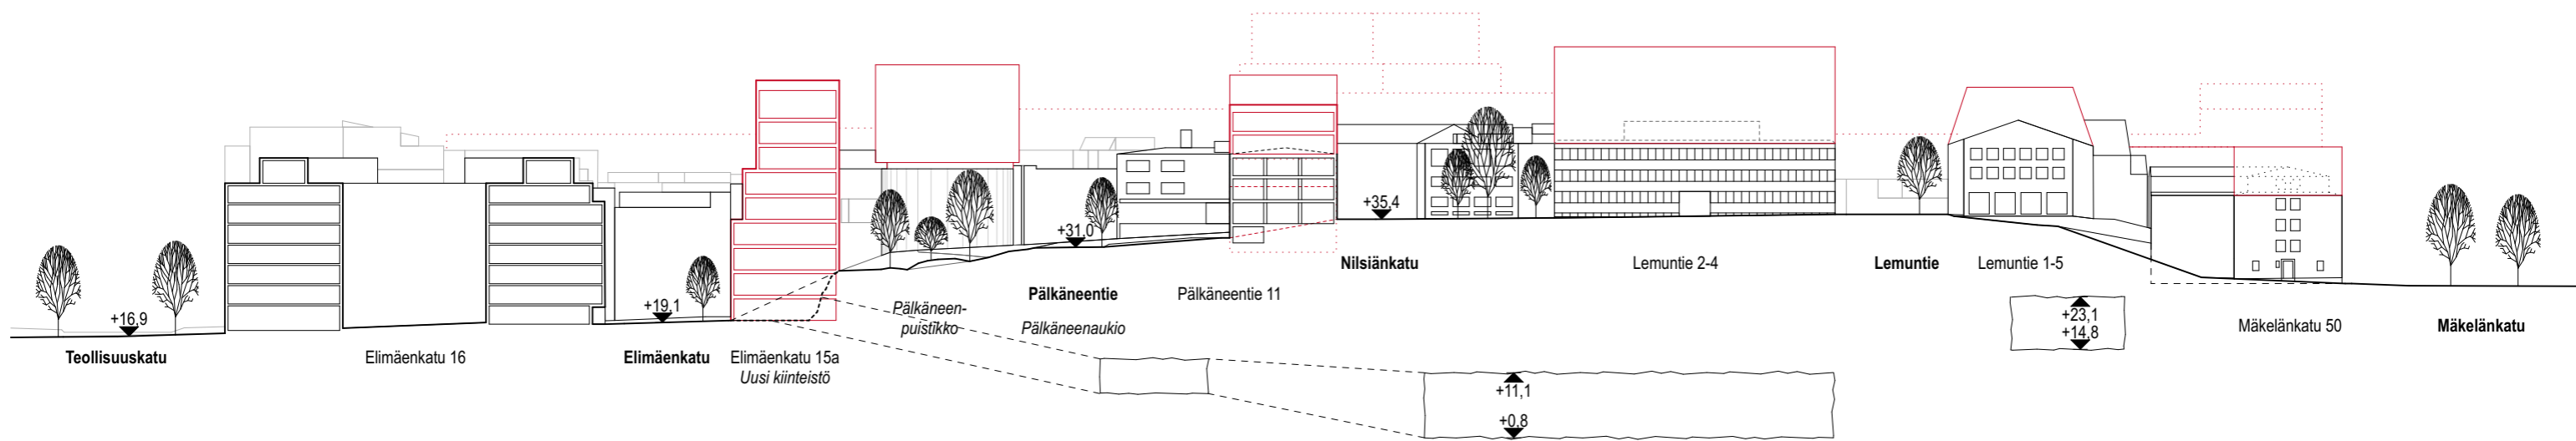 +16,9
Teollisuuskatu
Elimäenkatu 16
+19,1
Elimäenkatu
Elimäenkatu 15a
Uusi kiinteistö
Pälkäneen-
puistikko
+31,0
Pälkäneentie
Pälkäneenaukio
Pälkäneentie 11
+35,4
Nilsiänkatu
+11,1
+0,8
Lemuntie 2-4
Lemuntie
Lemuntie 1-5
+23,1
+14,8
Mäkelänkatu 50
Mäkelänkatu